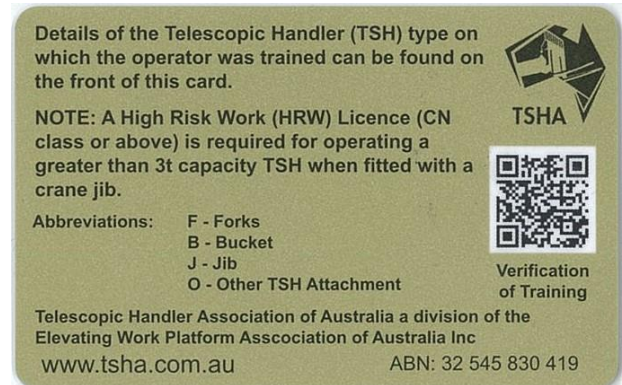 Details of the Telescopic Handler (TSH) type on
which the operator was trained can be found on
the front of this card.
TSHA
NOTE: A High Risk Work (HRW) Licence (CN
class or above) is required for operating a
greater than 3t capacity TSH when fitted with a
crane jib.
Abbreviations: F - Forks
B - Bucket
J - Jib
O - Other TSH Attachment
Verification
of Training
Telescopic Handler Association of Australia a division of the
Elevating Work Platform Asscociation of Australia Inc
www.tsha.com.au ABN: 32 545 830 419